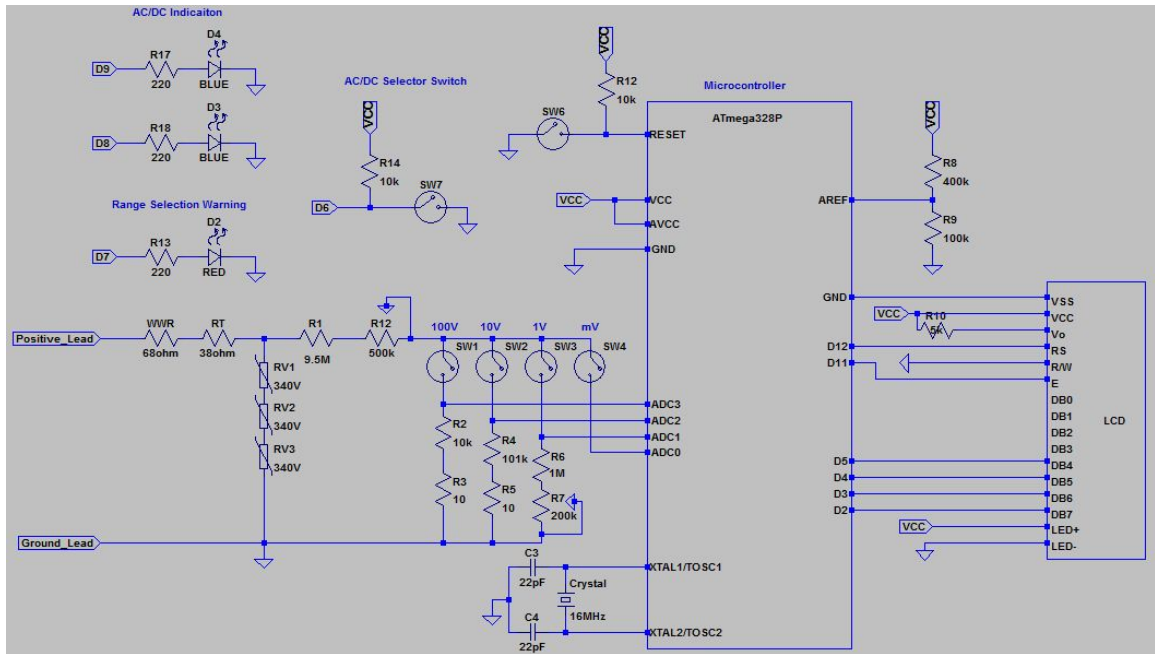 AC/DC Indicaiton
D4
D9
R17
220
BLUE
D3
D8
R18
220
BLUE
Range Selection Warning
D2
D7
R13
220
RED
AC/DC Selector Switch
VCC
R14
10k
SW7
D6
VCC
R12
10k
SW6
Microcontroller
ATmega328P
RESET
VCC
VCC
AVCC
GND
AREF
VCC
R8
400k
R9
100k
Positive_Lead
WWR
68ohm
RT
38ohm
R1
9.5M
R12
500k
RV1
340V
RV2
340V
RV3
340V
100V
10V
1V
mV
SW1
SW2
SW3
SW4
ADC3
ADC2
ADC1
ADC0
R2
10k
R3
10
R4
101k
R5
10
R6
1M
R7
200k
Ground_Lead
C3
22pF
Crystal
16MHz
C4
22pF
XTAL1/TOSC1
XTAL2/TOSC2
GND
D12
D11
D5
D4
D3
D2
VCC
R10
5k
VCC
VSS
VCC
Vo
RS
R/W
E
DB0
DB1
DB2
DB3
DB4
DB5
DB6
DB7
LED+
LED-
LCD